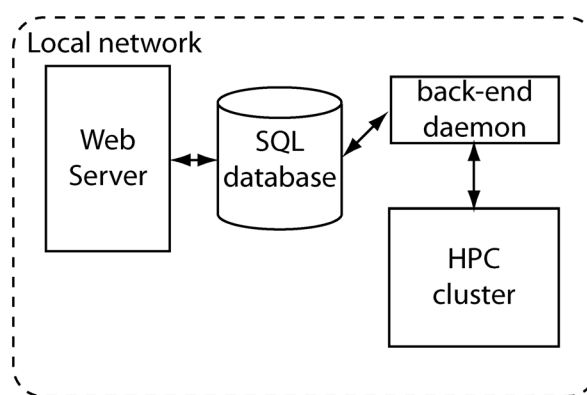 Local network
Web
Server
SQL
database
back-end
daemon
HPC
cluster